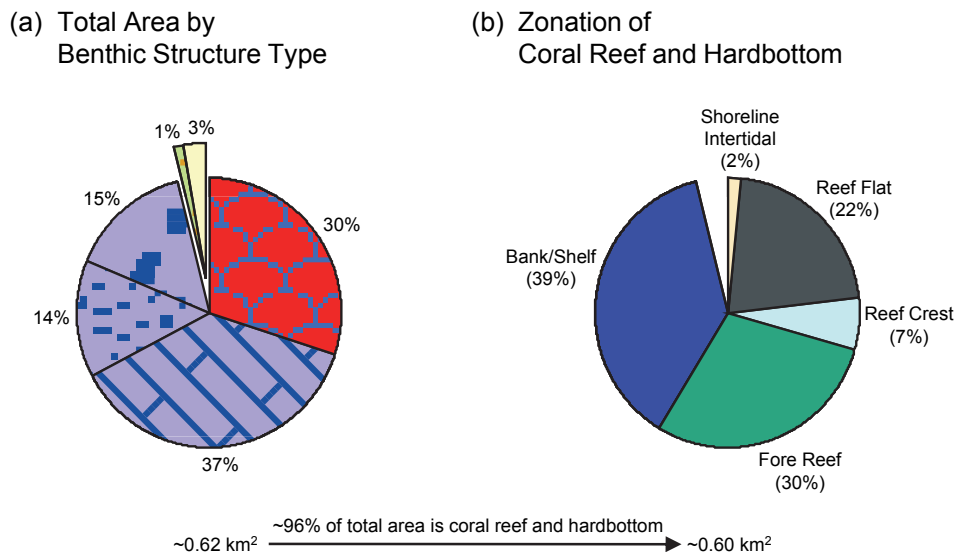 (a) Total Area by
Benthic Structure Type
1% 3%
15%
30%
14%
37%
(b) Zonation of
Coral Reef and Hardbottom
Shoreline
Intertidal
(2%)
Reef Flat
(22%)
Bank/Shelf
(39%)
Reef Crest
(7%)
Fore Reef
(30%)
~96% of total area is coral reef and hardbottom
~0.62 km²
~0.60 km²